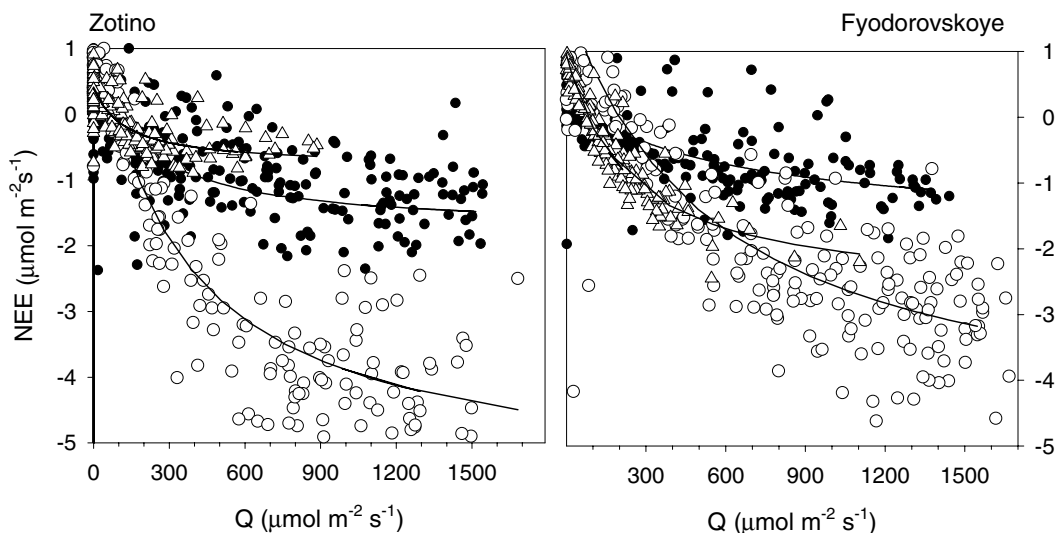 Zotino
Fyodorovskoye
1
0
-1
-2
-3
-4
-5
NEE (μmol m-2s-1)
0 300 600 900 1200 1500
Q (μmol m-2 s-1)
1
0
-1
-2
-3
-4
-5
300 600 900 1200 1500
Q (μmol m-2 s-1)